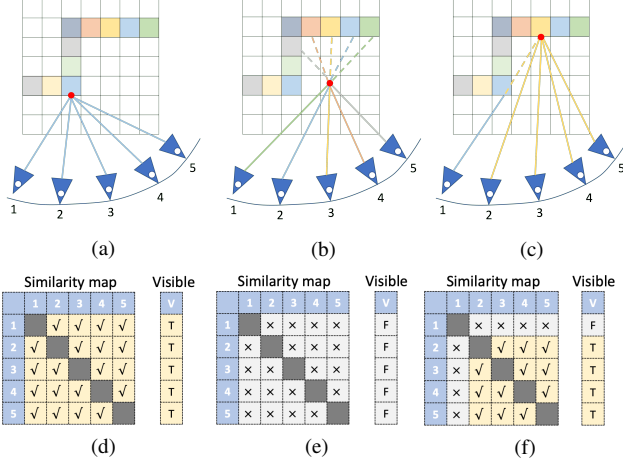 1 2 3 4 5
1 2 3 4 5
1 2 3 4 5
(a) (b) (c)
Similarity map Visible Similarity map Visible Similarity map Visible
1 2 3 4 5 V 1 2 3 4 5 V 1 2 3 4 5 V
1 √ √ √ √ T 1 × × × × F 1 × × × × F
2 √ √ √ √ T 2 × × × × F 2 × √ √ √ T
3 √ √ √ √ T 3 × × × × F 3 × √ √ √ T
4 √ √ √ √ T 4 × × × × F 4 × √ √ √ T
5 √ √ √ √ T 5 × × × × F 5 × √ √ √ T
(d) (e) (f)